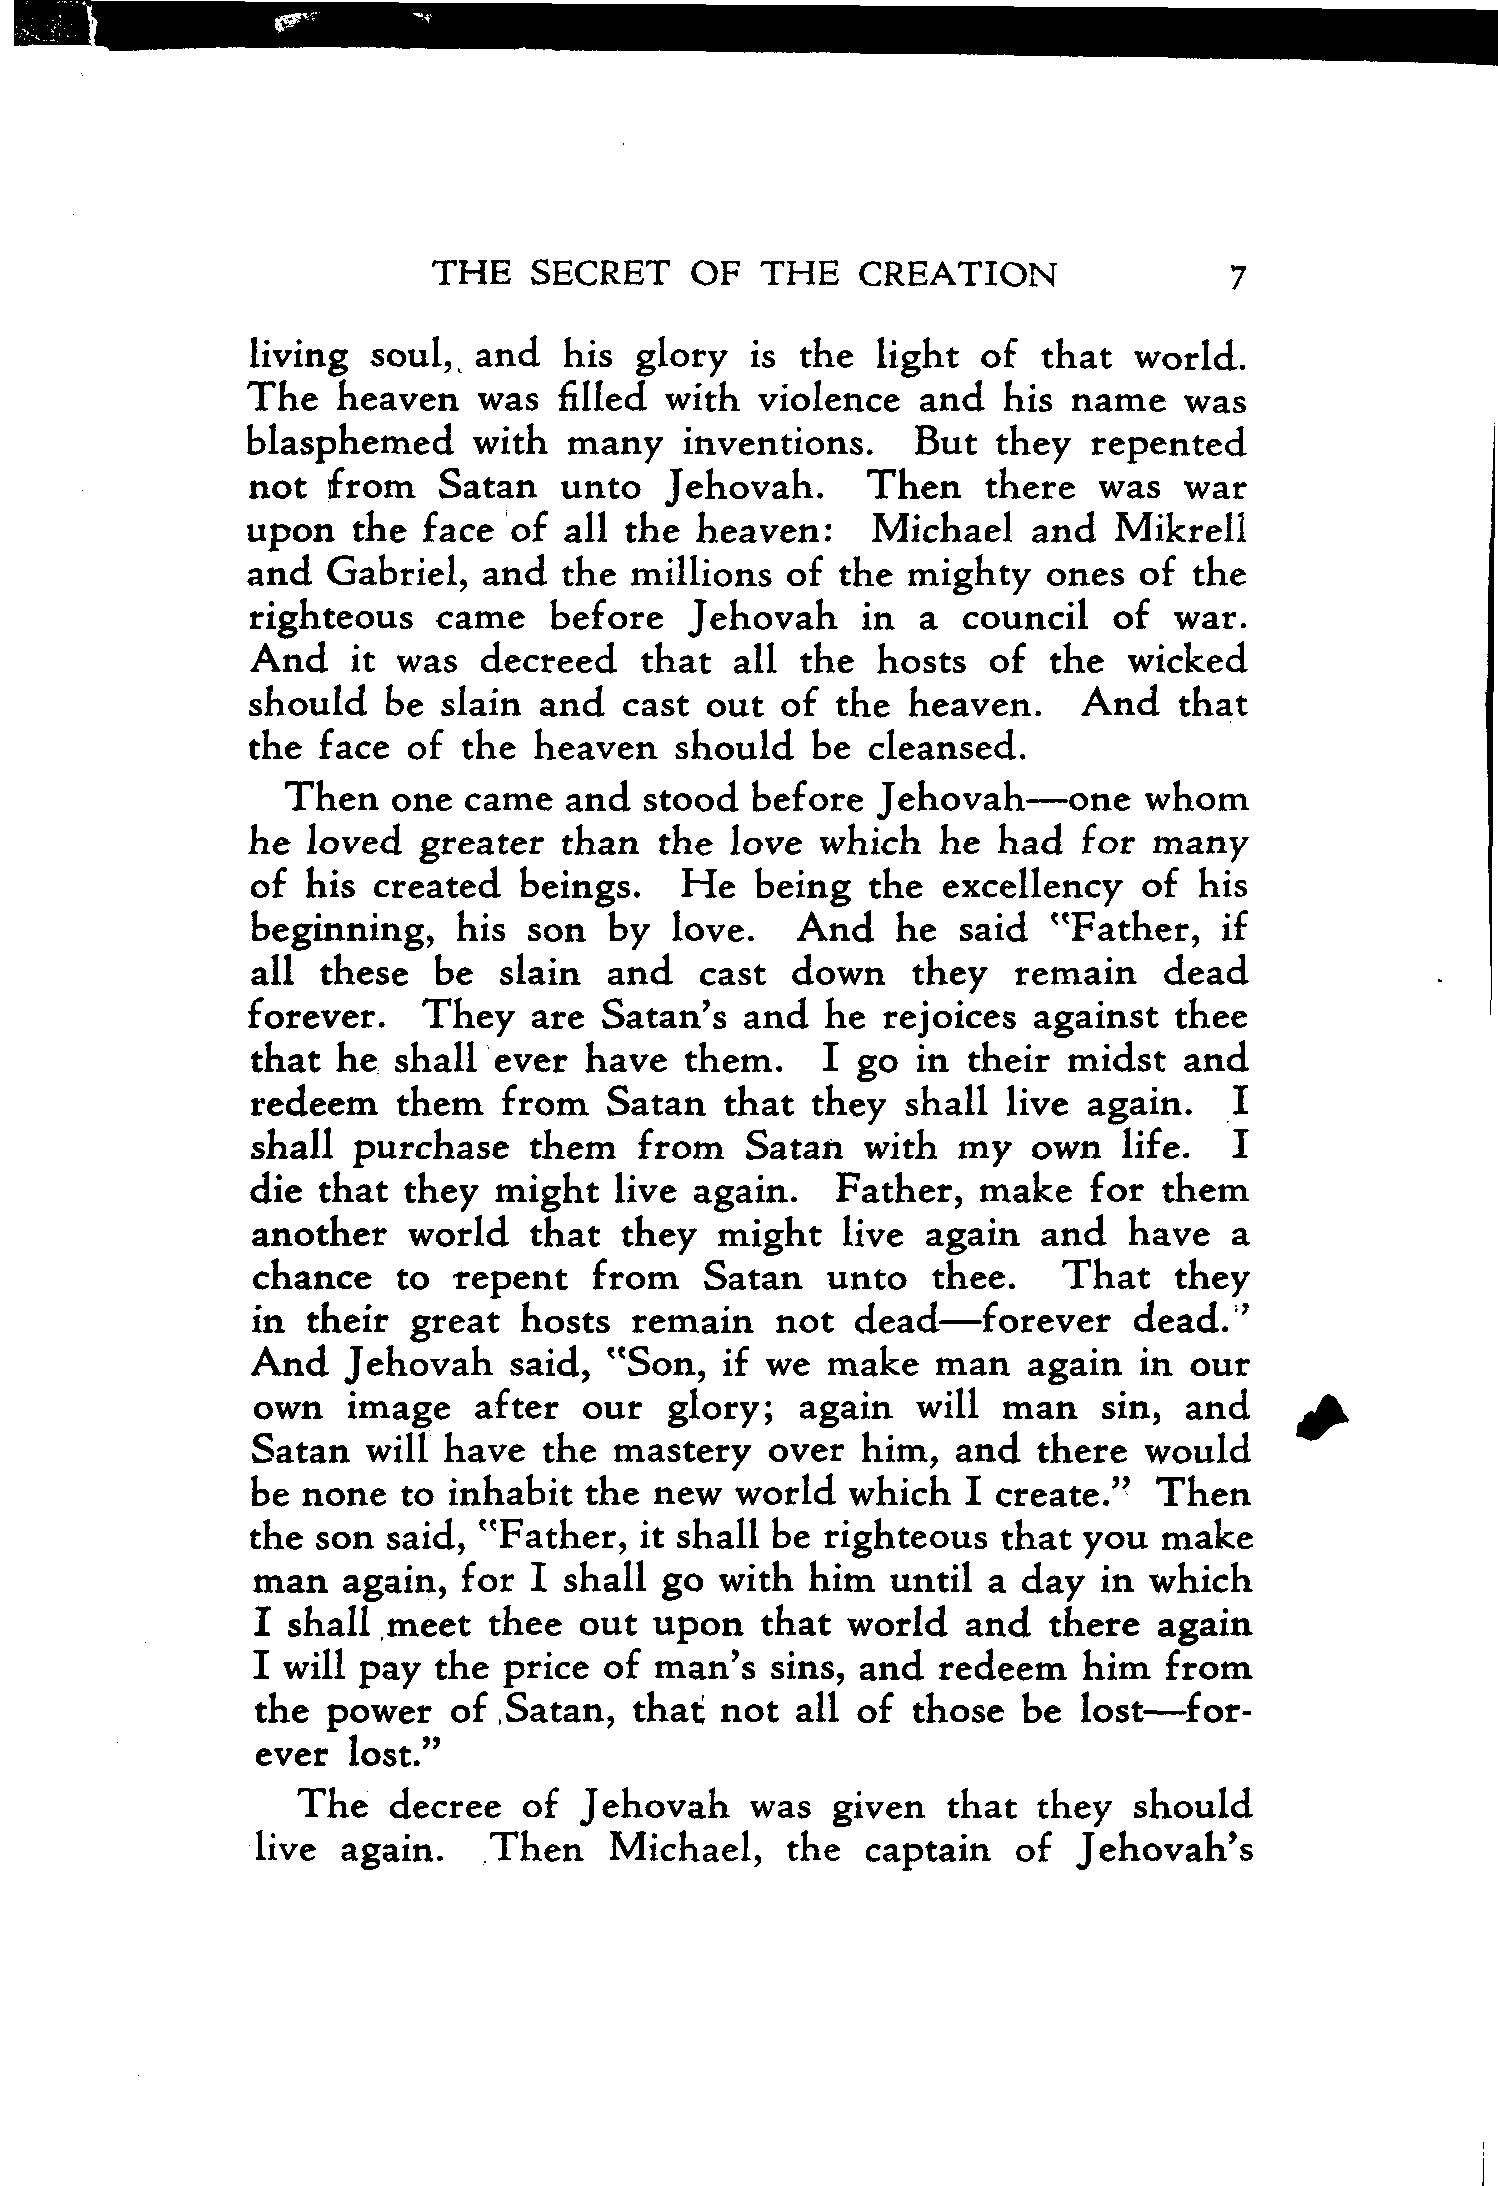 THE SECRET OF THE CREATION 7
living soul, and his glory is the light of that world.
The heaven was filled with violence and his name was
blasphemed with many inventions. But they repented
not from Satan unto Jehovah. Then there was war
upon the face of all the heaven: Michael and Mikrell
and Gabriel, and the millions of the mighty ones of the
righteous came before Jehovah in a council of war.
And it was decreed that all the hosts of the wicked
should be slain and cast out of the heaven. And that
the face of the heaven should be cleansed.
Then one came and stood before Jehovah—one whom
he loved greater than the love which he had for many
of his created beings. He being the excellency of his
beginning, his son by love. And he said "Father, if
all these be slain and cast down they remain dead
forever. They are Satan's and he rejoices against thee
that he shall ever have them. I go in their midst and
redeem them from Satan that they shall live again. I
shall purchase them from Satan with my own life. I
die that they might live again. Father, make for them
another world that they might live again and have a
chance to repent from Satan unto thee. That they
in their great hosts remain not dead—forever dead."
And Jehovah said, "Son, if we make man again in our
own image after our glory; again will man sin, and
Satan will have the mastery over him, and there would
be none to inhabit the new world which I create." Then
the son said, "Father, it shall be righteous that you make
man again, for I shall go with him until a day in which
I shall meet thee out upon that world and there again
I will pay the price of man's sins, and redeem him from
the power of Satan, that not all of those be lost—for-
ever lost."
The decree of Jehovah was given that they should
live again. Then Michael, the captain of Jehovah's